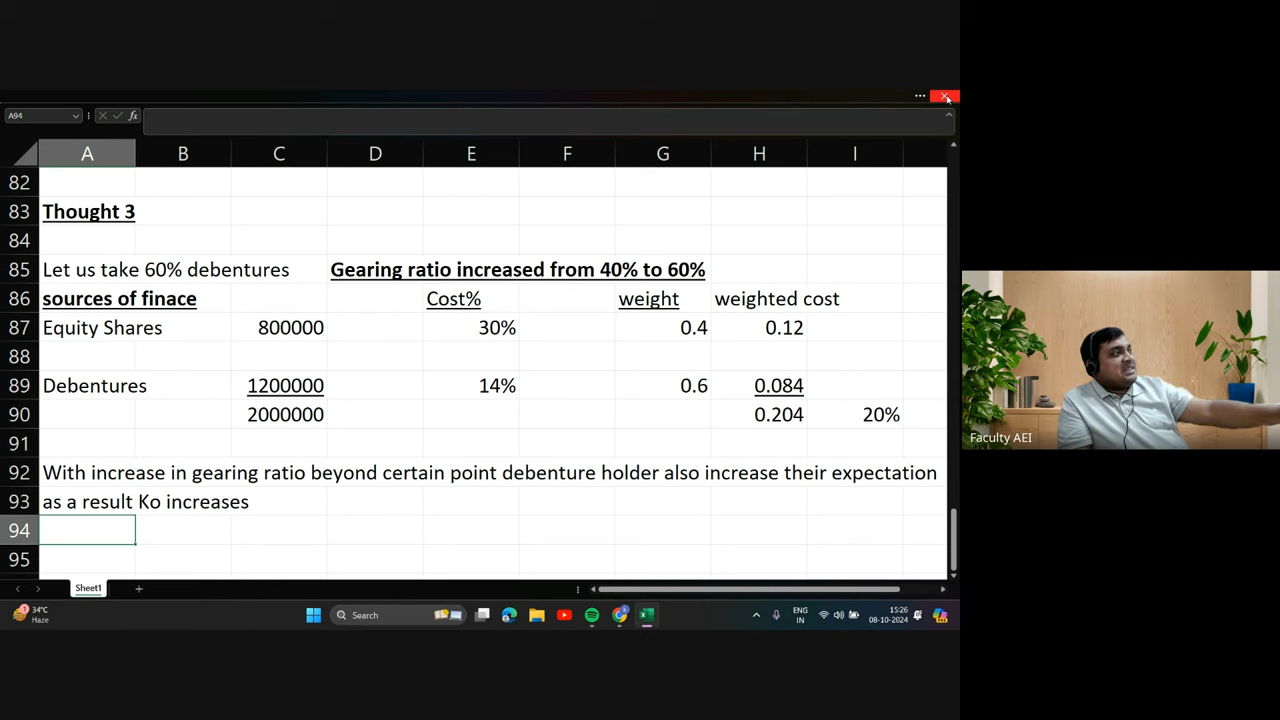 A94
fx
A B C D E F G H I
82
83 Thought 3
84
85 Let us take 60% debentures Gearing ratio increased from 40% to 60%
86 sources of finace Cost% weight weighted cost
87 Equity Shares 800000 30% 0.4 0.12
88
89 Debentures 1200000 14% 0.6 0.084
90 2000000 0.204 20%
91
92 With increase in gearing ratio beyond certain point debenture holder also increase their expectation
93 as a result Ko increases
94
95
Sheet1
Faculty AEI
1
34°C
Haze
Search
ENG
IN
15:26
08-10-2024